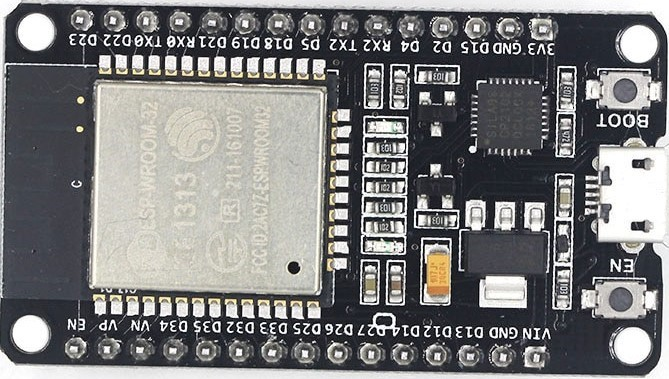 D23 D22 TX0 RX0 D21 D19 D18 D5 TX2 RX2 D4 D2 D15 GND 3V3
BOOT
ESP-WROOM-32
1313
R 211-161007
FCC ID:2AC7Z-ESPWROOM32
EN
EN VP VN D34 D35 D32 D33 D25 D26 D27 D14 D12 D13 GND VIN